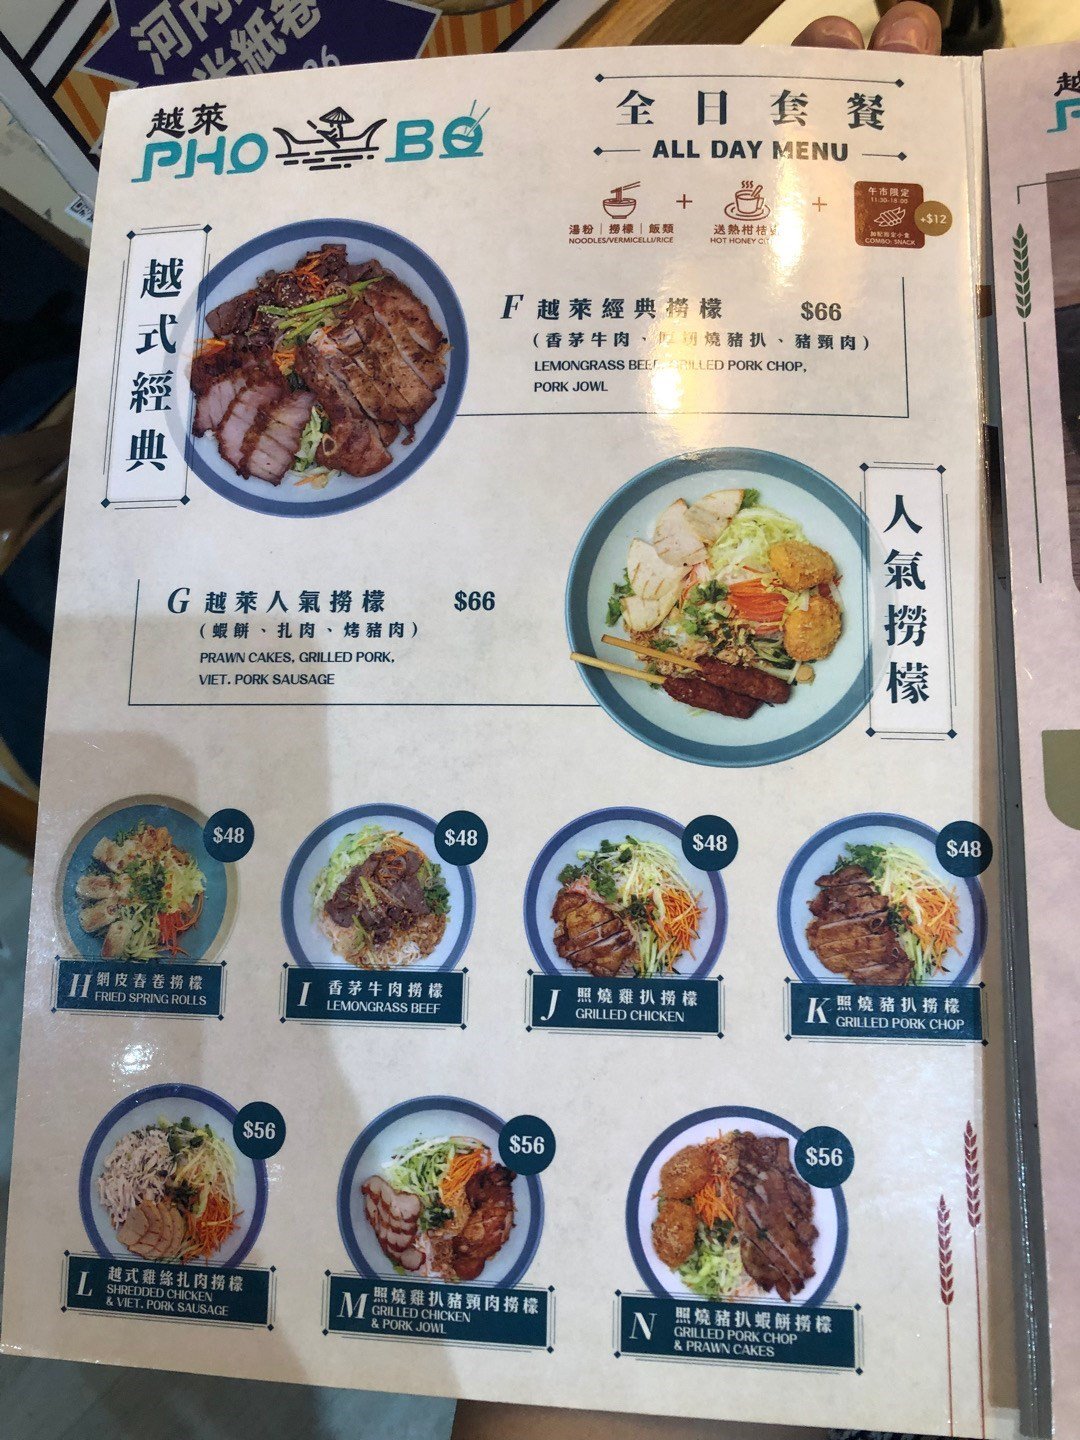 河內
米紙卷
越萊
PHO BO
全日套餐
ALL DAY MENU
湯粉｜撈檬｜飯類
NOODLES/VERMICELLI/RICE
+
送熱柑桔
HOT HONEY
+
午市限定
11:30-18:00
加配指定小食
COMBO: SNACK
+$12
越式經典
F 越萊經典撈檬 $66
(香茅牛肉、燒豬扒、豬頸肉)
LEMONGRASS BEEF, GRILLED PORK CHOP,
PORK JOWL
人氣撈檬
G 越萊人氣撈檬 $66
(蝦餅、扎肉、烤豬肉)
PRAWN CAKES, GRILLED PORK,
VIET. PORK SAUSAGE
$48
H 網皮春卷撈檬
FRIED SPRING ROLLS
$48
I 香茅牛肉撈檬
LEMONGRASS BEEF
$48
J 照燒雞扒撈檬
GRILLED CHICKEN
$48
K 照燒豬扒撈檬
GRILLED PORK CHOP
$56
L 越式雞絲扎肉撈檬
SHREDDED CHICKEN
& VIET. PORK SAUSAGE
$56
M 照燒雞扒豬頸肉撈檬
GRILLED CHICKEN
& PORK JOWL
$56
N 照燒豬扒蝦餅撈檬
GRILLED PORK CHOP
& PRAWN CAKES